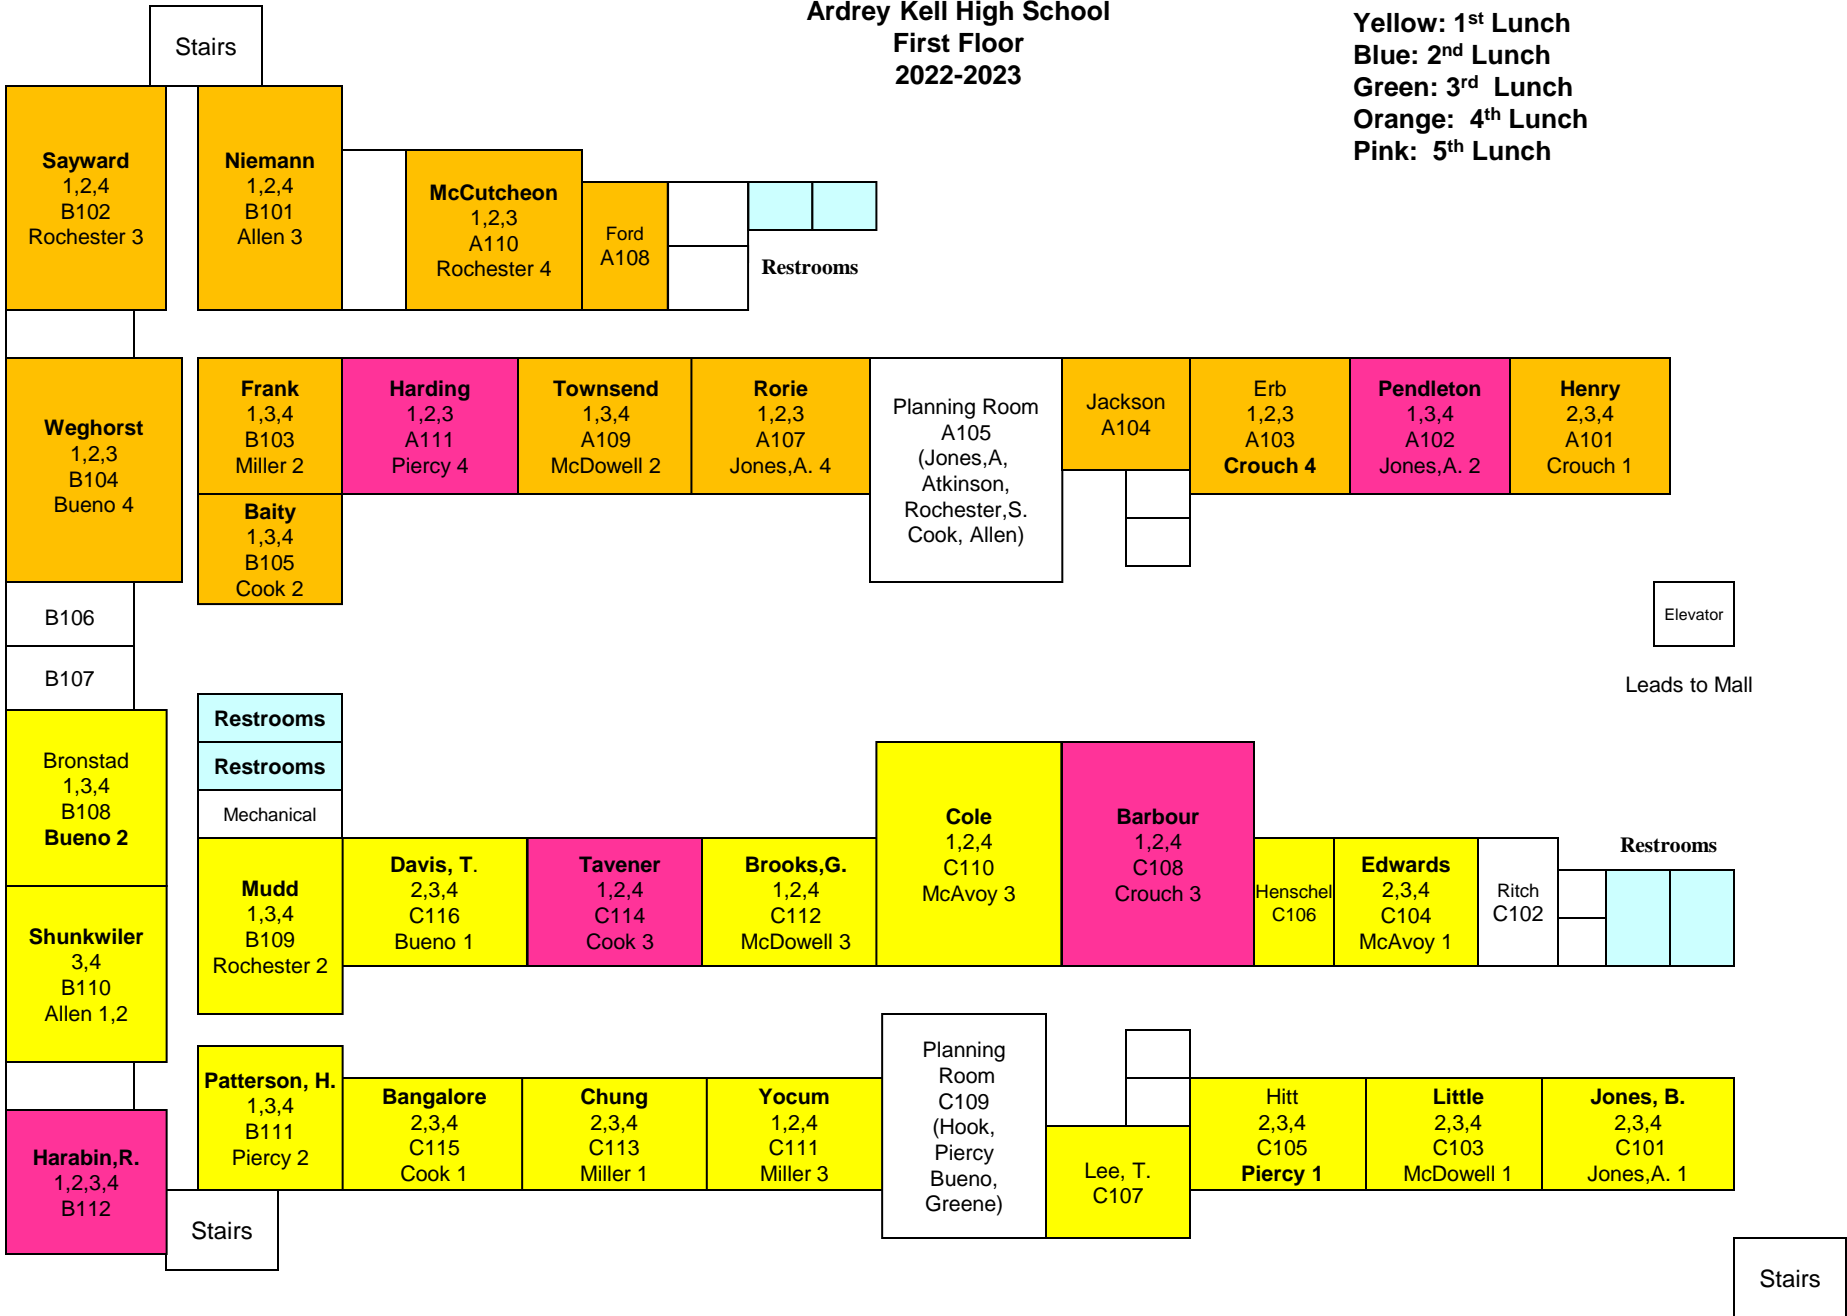 Ardrey Kell High School
First Floor
2022-2023
Yellow: 1st Lunch
Blue: 2nd Lunch
Green: 3rd Lunch
Orange: 4th Lunch
Pink: 5th Lunch
Stairs
Sayward
1,2,4
B102
Rochester 3
Niemann
1,2,4
B101
Allen 3
McCutcheon
1,2,3
A110
Rochester 4
Ford
A108
Restrooms
Weghorst
1,2,3
B104
Bueno 4
Frank
1,3,4
B103
Miller 2
Harding
1,2,3
A111
Piercy 4
Townsend
1,3,4
A109
McDowell 2
Rorie
1,2,3
A107
Jones,A. 4
Planning Room
A105
(Jones,A,
Atkinson,
Rochester,S.
Cook, Allen)
Jackson
A104
Erb
1,2,3
A103
Crouch 4
Pendleton
1,3,4
A102
Jones,A. 2
Henry
2,3,4
A101
Crouch 1
Baity
1,3,4
B105
Cook 2
B106
B107
Elevator
Leads to Mall
Restrooms
Restrooms
Mechanical
Bronstad
1,3,4
B108
Bueno 2
Mudd
1,3,4
B109
Rochester 2
Davis, T.
2,3,4
C116
Bueno 1
Tavener
1,2,4
C114
Cook 3
Brooks,G.
1,2,4
C112
McDowell 3
Cole
1,2,4
C110
McAvoy 3
Barbour
1,2,4
C108
Crouch 3
Henschel
C106
Edwards
2,3,4
C104
McAvoy 1
Ritch
C102
Restrooms
Shunkwiler
3,4
B110
Allen 1,2
Patterson, H.
1,3,4
B111
Piercy 2
Bangalore
2,3,4
C115
Cook 1
Chung
2,3,4
C113
Miller 1
Yocum
1,2,4
C111
Miller 3
Planning
Room
C109
(Hook,
Piercy
Bueno,
Greene)
Lee, T.
C107
Hitt
2,3,4
C105
Piercy 1
Little
2,3,4
C103
McDowell 1
Jones, B.
2,3,4
C101
Jones,A. 1
Harabin,R.
1,2,3,4
B112
Stairs
Stairs